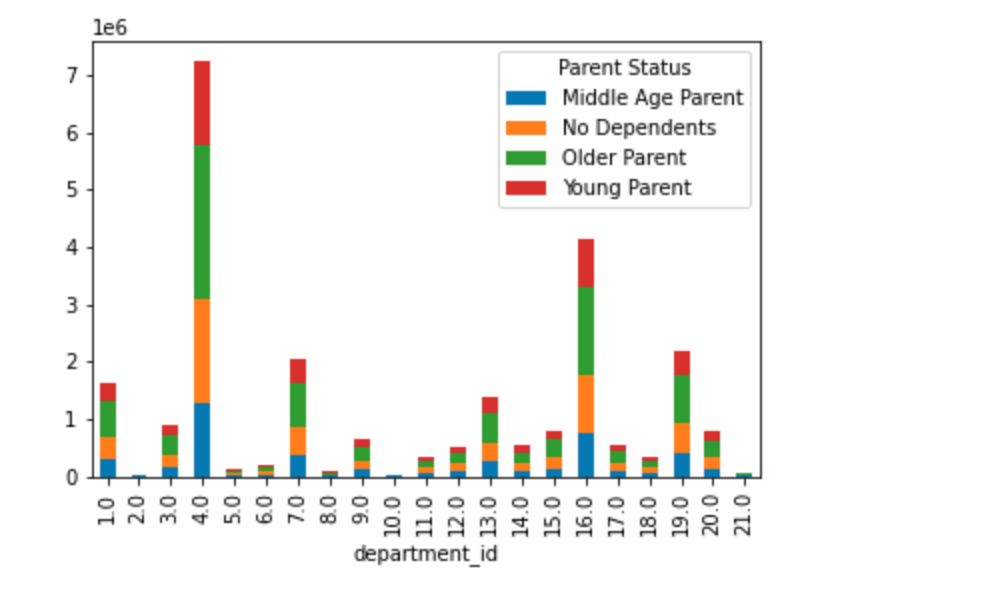 1e6
Parent Status
Middle Age Parent
No Dependents
Older Parent
Young Parent
7
6
5
4
3
2
1
0
1.0 2.0 3.0 4.0 5.0 6.0 7.0 8.0 9.0 10.0 11.0 12.0 13.0 14.0 15.0 16.0 17.0 18.0 19.0 20.0 21.0
department_id